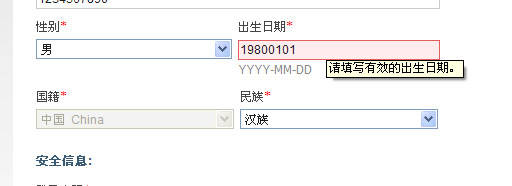 性别* 出生日期*
男 19800101
YYYY-MM-DD 请填写有效的出生日期。
国籍* 民族*
中国 China 汉族
安全信息: